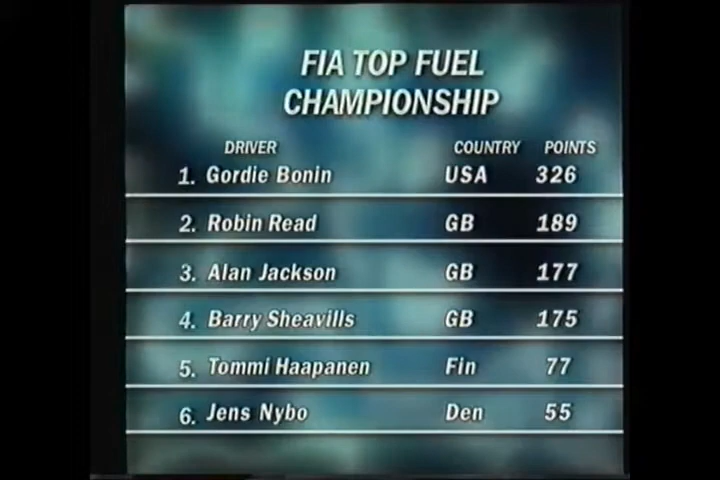 FIA TOP FUEL
CHAMPIONSHIP
DRIVER COUNTRY POINTS
1. Gordie Bonin USA 326
2. Robin Read GB 189
3. Alan Jackson GB 177
4. Barry Sheavills GB 175
5. Tommi Haapanen Fin 77
6. Jens Nybo Den 55